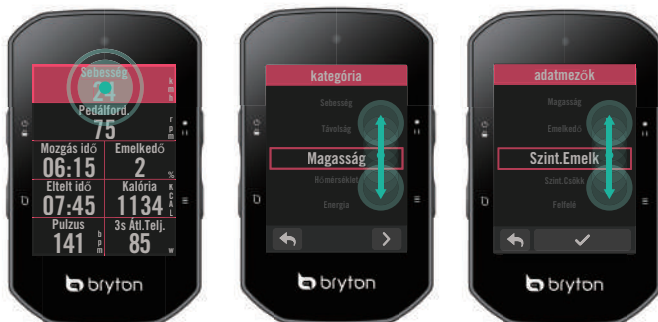 Sebesség
24
k m h
Pedálford.
75
r p m
Mozgás idő
06:15
Emelkedő
2
%
Eltelt idő
07:45
Kalória
1134
K C A L
Pulzus
141
b p m
3s Átl.Telj.
85
w
bryton
kategória
Sebesség
Távolság
Magasság
Hőmérséklet
Energia
bryton
adatmezők
Magasság
Emelkedő
Szint.Emelk
Szint.Csökk
Felfelé
bryton